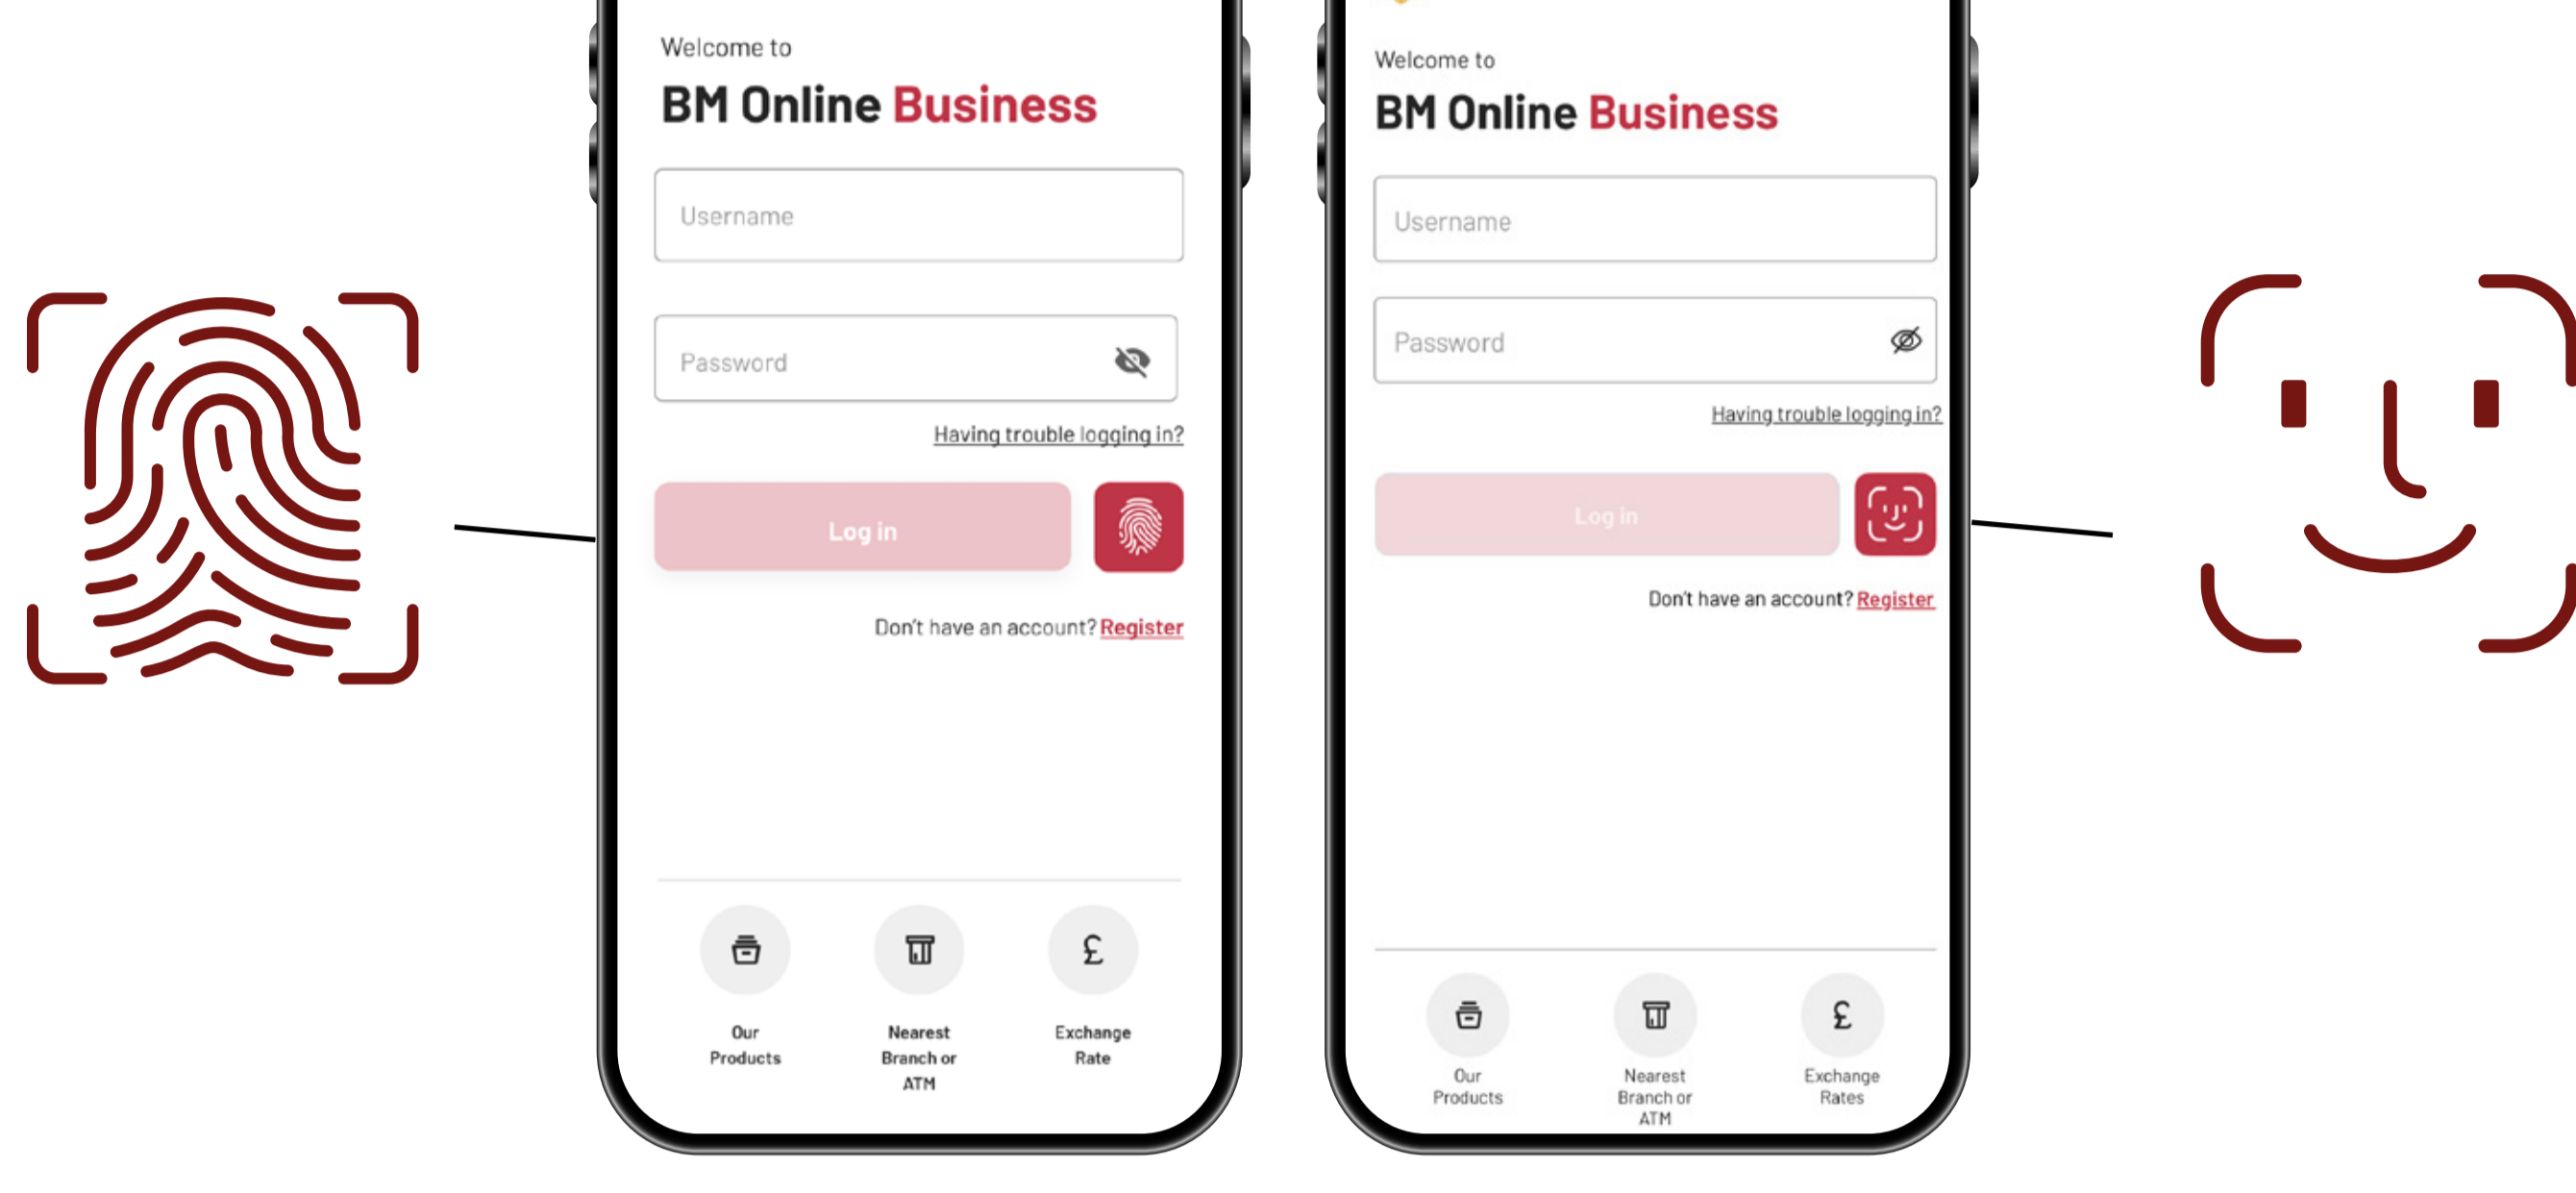 Welcome to
BM Online Business
Username
Password
Having trouble logging in?
Log in
Don't have an account? Register
Our
Products
Nearest
Branch or
ATM
Exchange
Rate
£
Welcome to
BM Online Business
Username
Password
Having trouble logging in?
Log in
Don't have an account? Register
Our
Products
Nearest
Branch or
ATM
Exchange
Rates
£